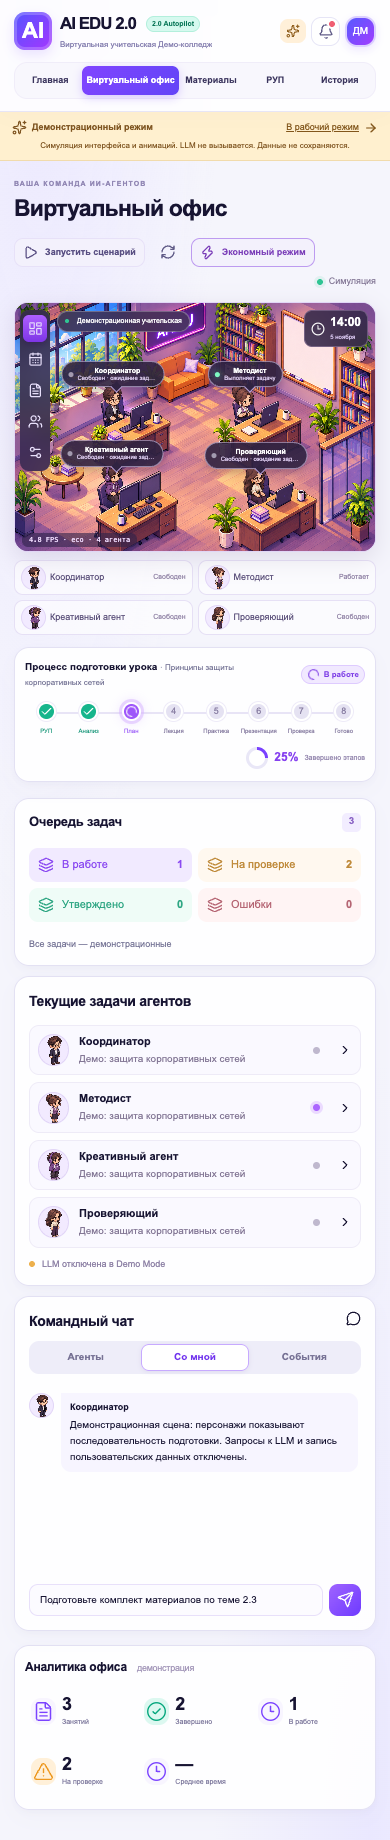 AI
AI EDU 2.0
2.0 Autopilot
Виртуальная учительская Демо-колледж
ДМ
Главная
Виртуальный офис
Материалы
РУП
История
Демонстрационный режим
В рабочий режим
Симуляция интерфейса и анимаций. LLM не вызывается. Данные не сохраняются.
ВАША КОМАНДА ИИ-АГЕНТОВ
Виртуальный офис
Запустить сценарий
Экономный режим
Симуляция
Демонстрационная учительская
14:00
5 ноября
Координатор
Свободен · ожидание зад...
Методист
Выполняет задачу
Креативный агент
Свободен · ожидание зад...
Проверяющий
Свободен · ожидание зад...
4.8 FPS · eco · 4 агента
Координатор
Свободен
Методист
Работает
Креативный агент
Свободен
Проверяющий
Свободен
Процесс подготовки урока · Принципы защиты
корпоративных сетей
В работе
4
5
6
7
8
РУП
Анализ
План
Лекция
Практика
Презентация
Проверка
Готово
25%
Завершено этапов
Очередь задач
3
В работе
1
На проверке
2
Утверждено
0
Ошибки
0
Все задачи — демонстрационные
Текущие задачи агентов
Координатор
Демо: защита корпоративных сетей
Методист
Демо: защита корпоративных сетей
Креативный агент
Демо: защита корпоративных сетей
Проверяющий
Демо: защита корпоративных сетей
LLM отключена в Demo Mode
Командный чат
Агенты
Со мной
События
Координатор
Демонстрационная сцена: персонажи показывают
последовательность подготовки. Запросы к LLM и запись
пользовательских данных отключены.
Подготовьте комплект материалов по теме 2.3
Аналитика офиса
демонстрация
3
Занятий
2
Завершено
1
В работе
2
На проверке
—
Среднее время